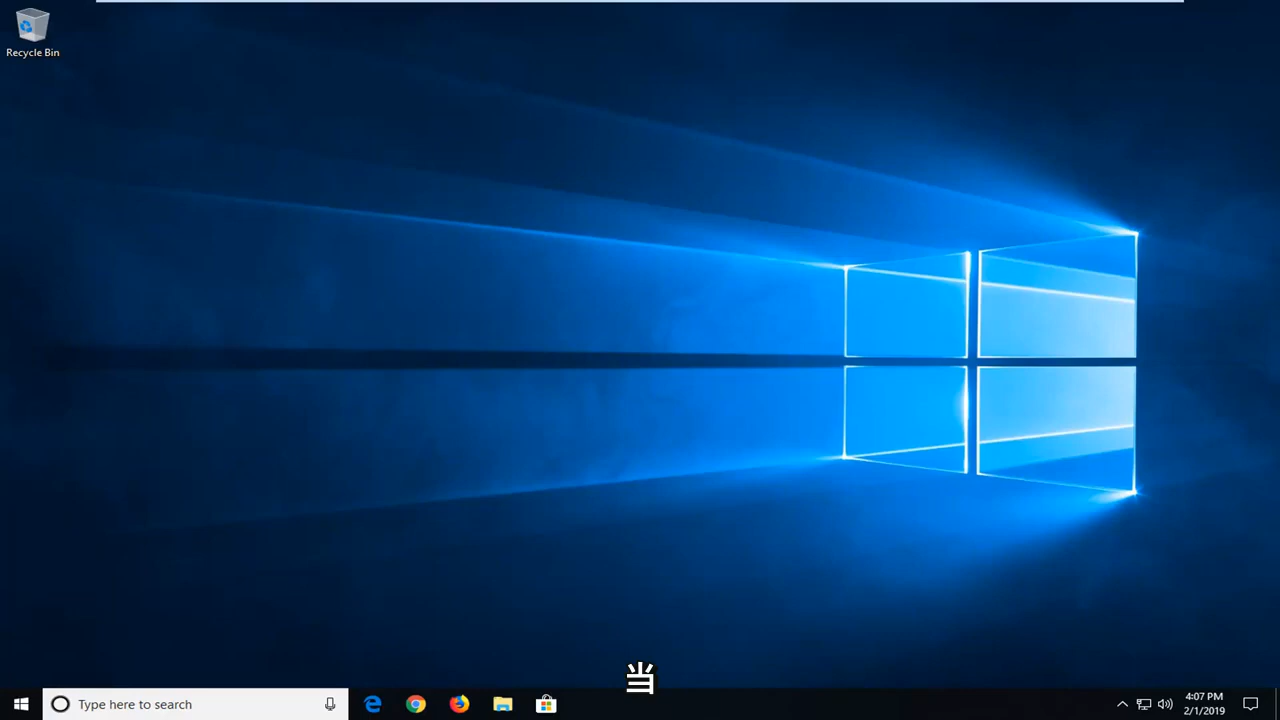 Recycle Bin
当
Type here to search
4:07 PM
2/1/2019